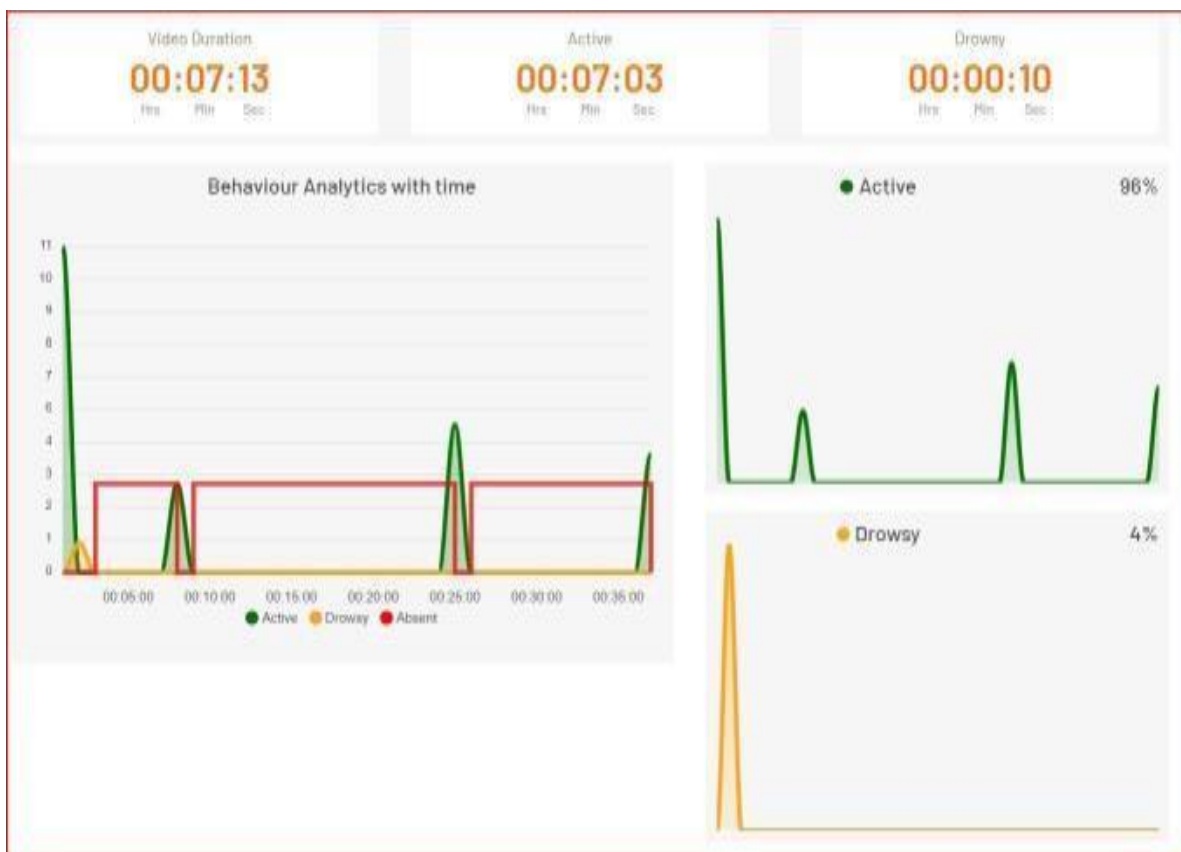 Video Duration
00:07:13
Hrs Min Sec
Active
00:07:03
Hrs Min Sec
Drowsy
00:00:10
Hrs Min Sec
Behaviour Analytics with time
11
10
9
8
7
6
4
3
2
1
0
00:05:00 00:10:00 00:15:00 00:20:00 00:25:00 00:30:00 00:35:00
Active Drowsy Absent
Active 96%
Drowsy 4%